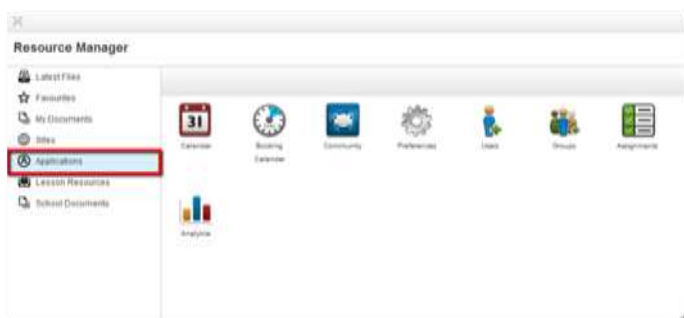 Resource Manager
Latest Files
Favourites
My Documents
Sites
Applications
Lesson Resources
School Documents
31
Calendar
Booking
Calendar
Community
Preferences
Users
Groups
Assignments
Analytics